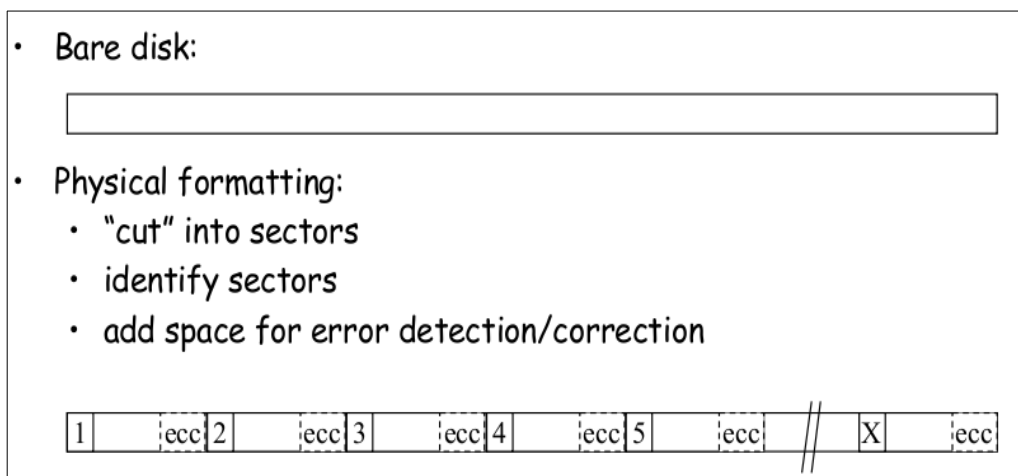 • Bare disk:
• Physical formatting:
• “cut” into sectors
• identify sectors
• add space for error detection/correction
1 ecc 2 ecc 3 ecc 4 ecc 5 ecc // X ecc